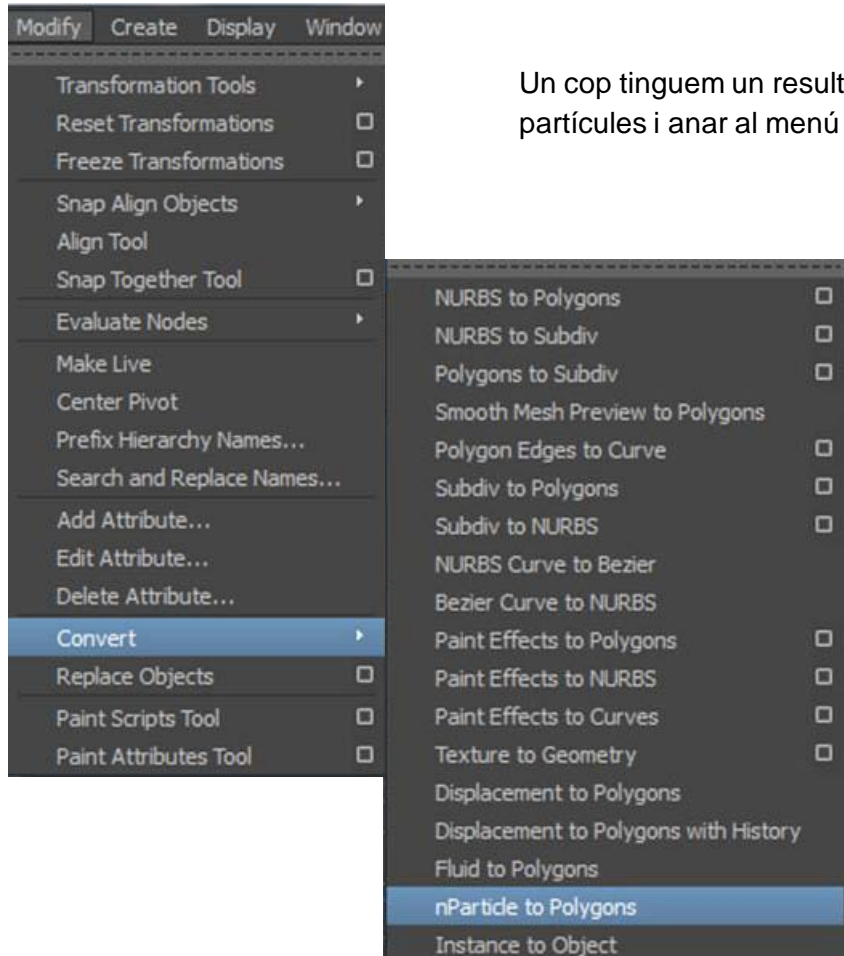 Modify Create Display Window
Un cop tinguem un result
partícules i anar al menú
Transformation Tools
Reset Transformations
Freeze Transformations
Snap Align Objects
Align Tool
Snap Together Tool
Evaluate Nodes
Make Live
Center Pivot
Prefix Hierarchy Names...
Search and Replace Names...
Add Attribute...
Edit Attribute...
Delete Attribute...
Convert
Replace Objects
Paint Scripts Tool
Paint Attributes Tool
NURBS to Polygons
NURBS to Subdiv
Polygons to Subdiv
Smooth Mesh Preview to Polygons
Polygon Edges to Curve
Subdiv to Polygons
Subdiv to NURBS
NURBS Curve to Bezier
Bezier Curve to NURBS
Paint Effects to Polygons
Paint Effects to NURBS
Paint Effects to Curves
Texture to Geometry
Displacement to Polygons
Displacement to Polygons with History
Fluid to Polygons
nParticle to Polygons
Instance to Object